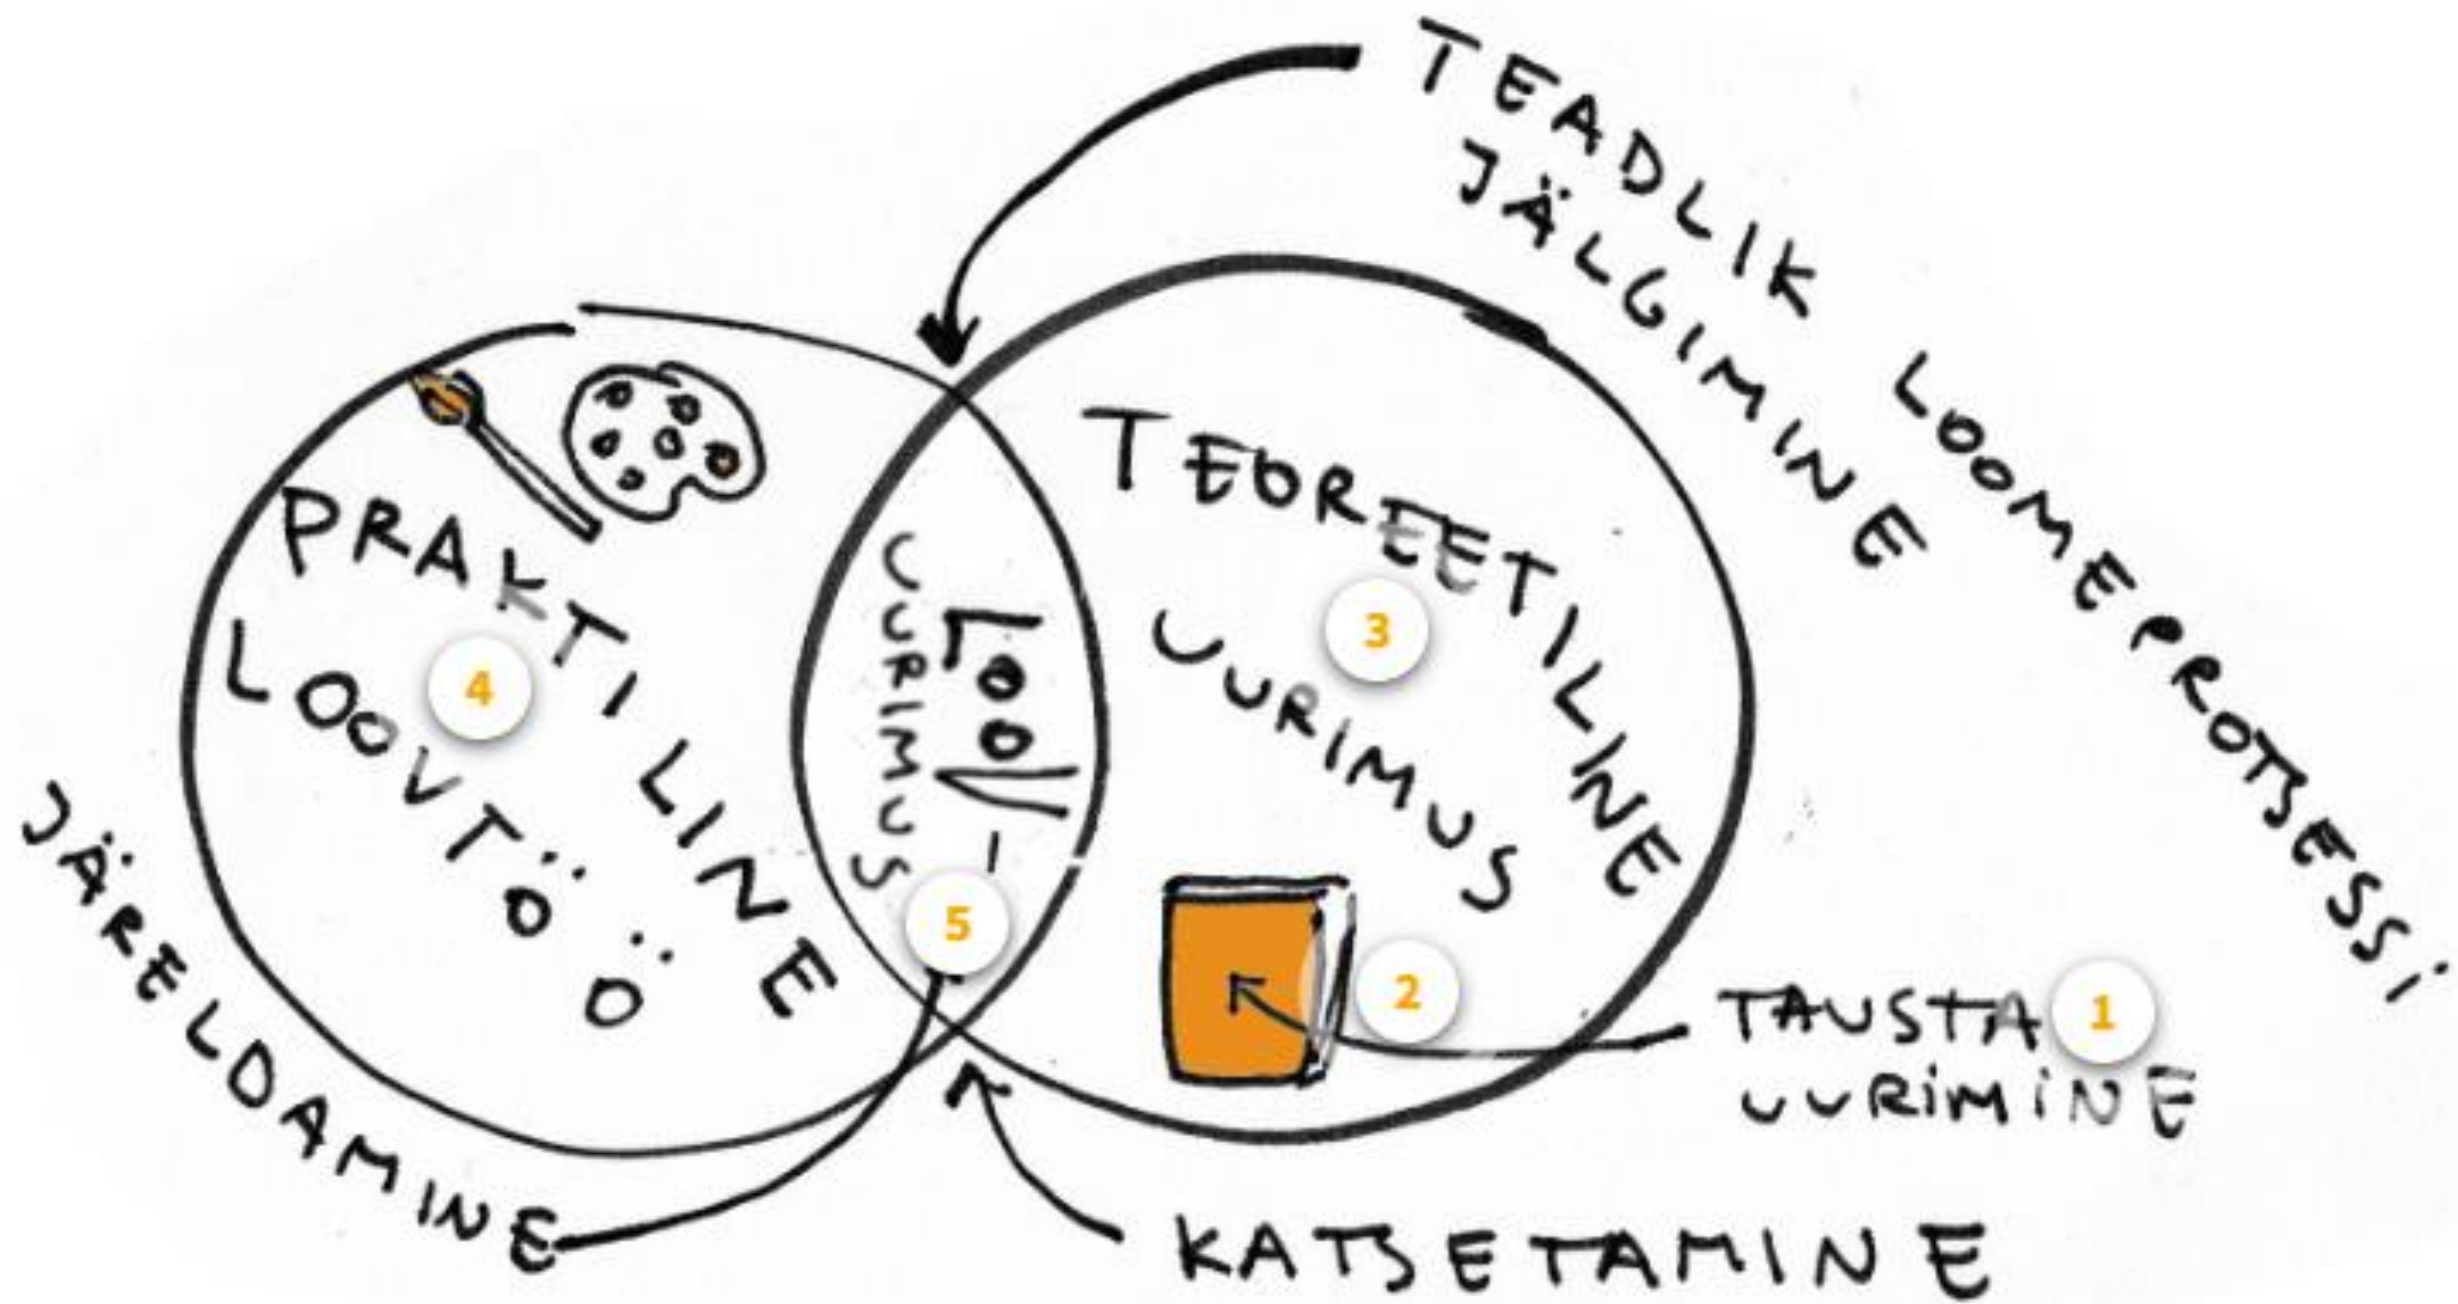 TEADLIK LOOMEPROTSESSI
JÄLGIMINE
PRAKTILINE
LOOVTÖÖ
4
LOOV-
UURIMUS
5
TEOREETILINE
3
UURIMUS
2
TAUSTA
1
UURIMINE
JÄRELDAMINE
KATSETAMINE